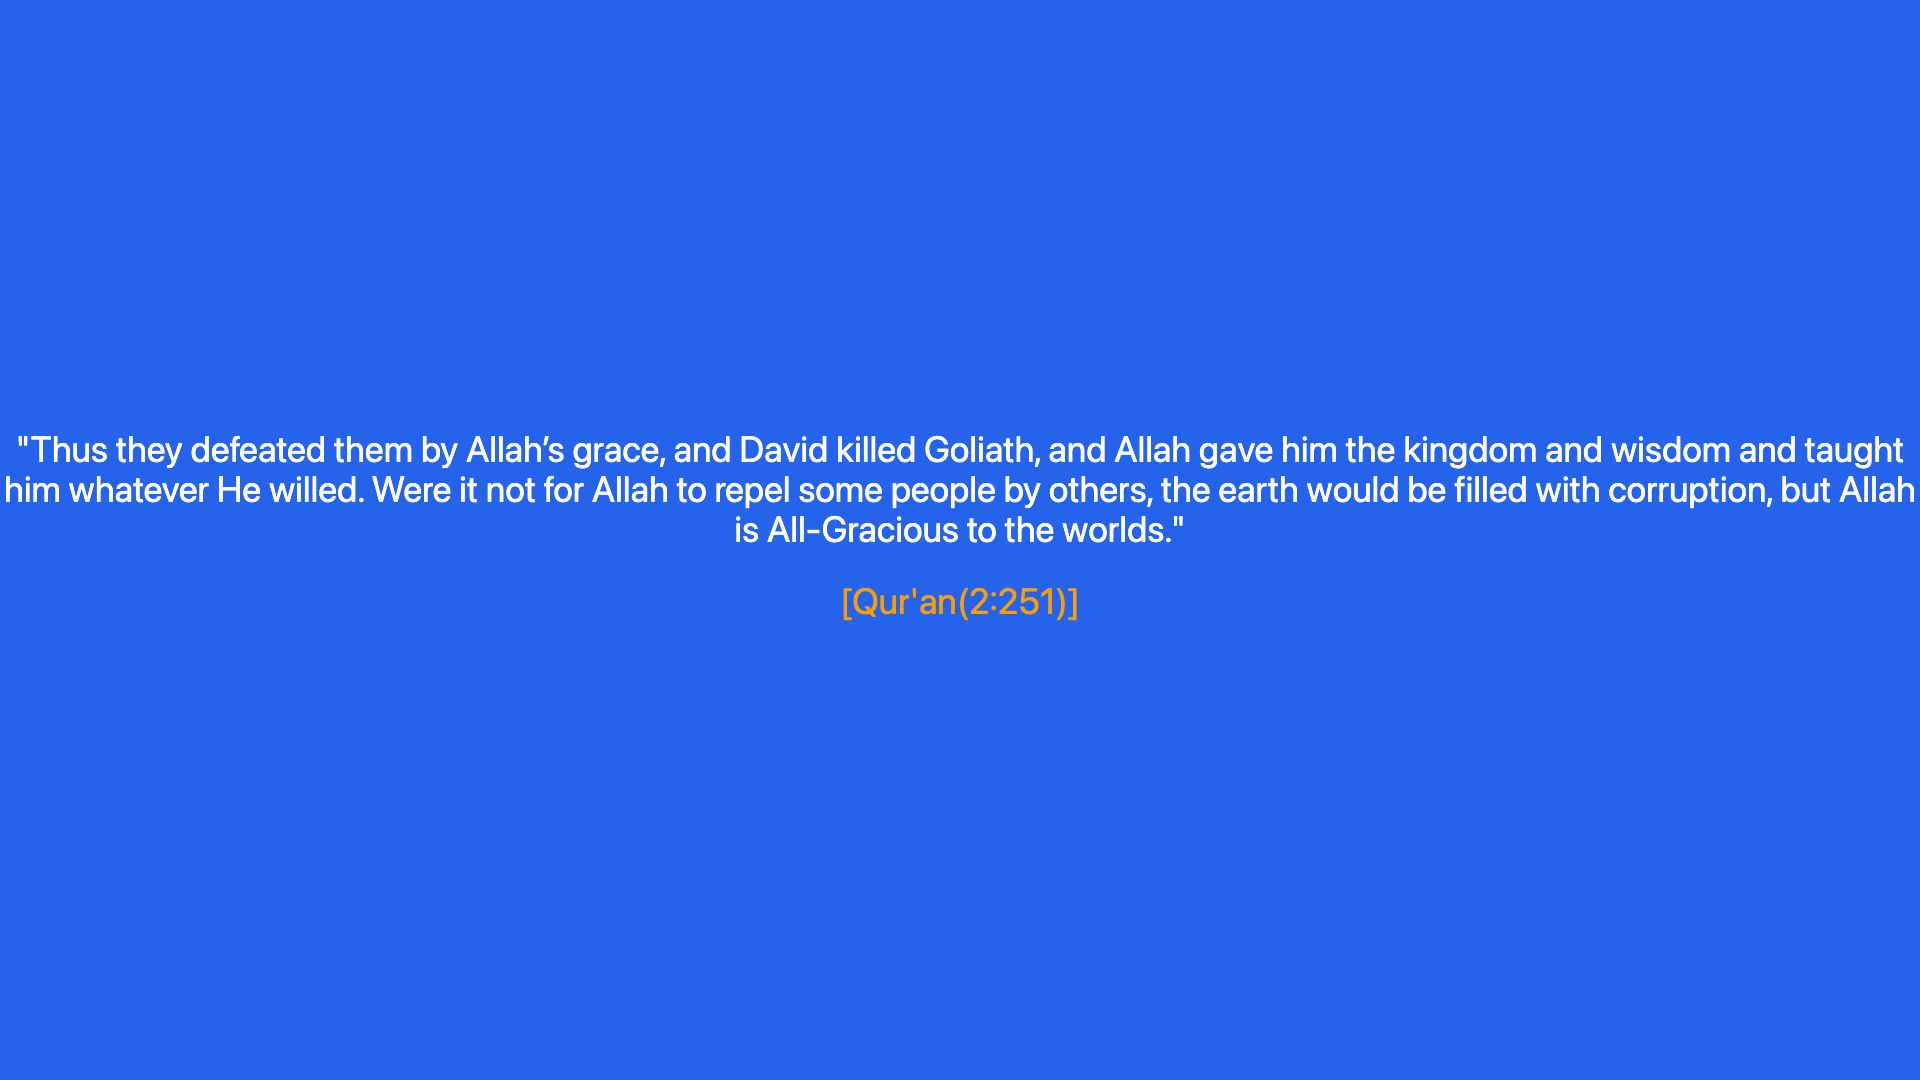 "Thus they defeated them by Allah’s grace, and David killed Goliath, and Allah gave him the kingdom and wisdom and taught
him whatever He willed. Were it not for Allah to repel some people by others, the earth would be filled with corruption, but Allah
is All-Gracious to the worlds."
[Qur'an(2:251)]